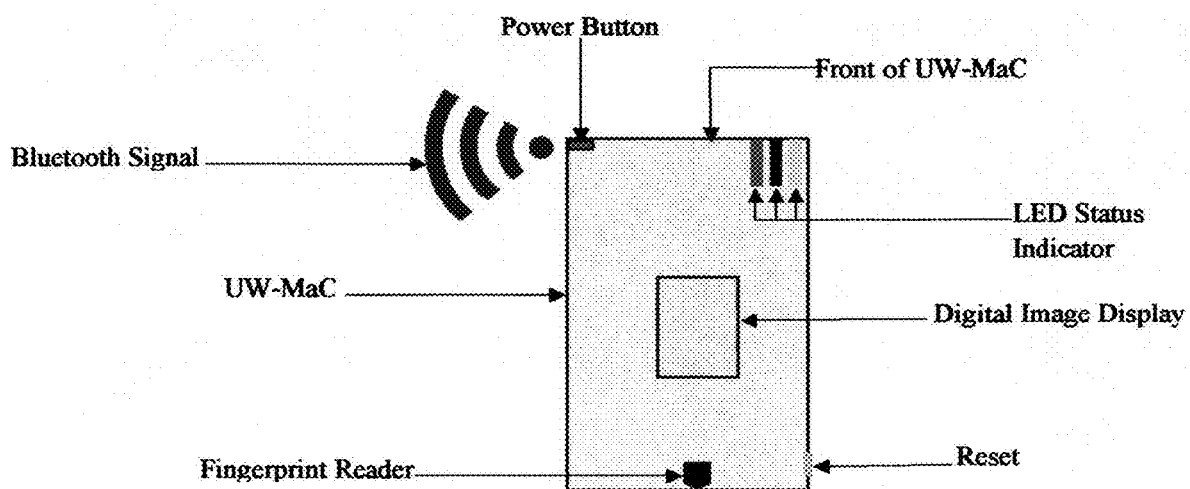 Power Button
Front of UW-MaC
Bluetooth Signal
LED Status
Indicator
UW-MaC
Digital Image Display
Fingerprint Reader
Reset